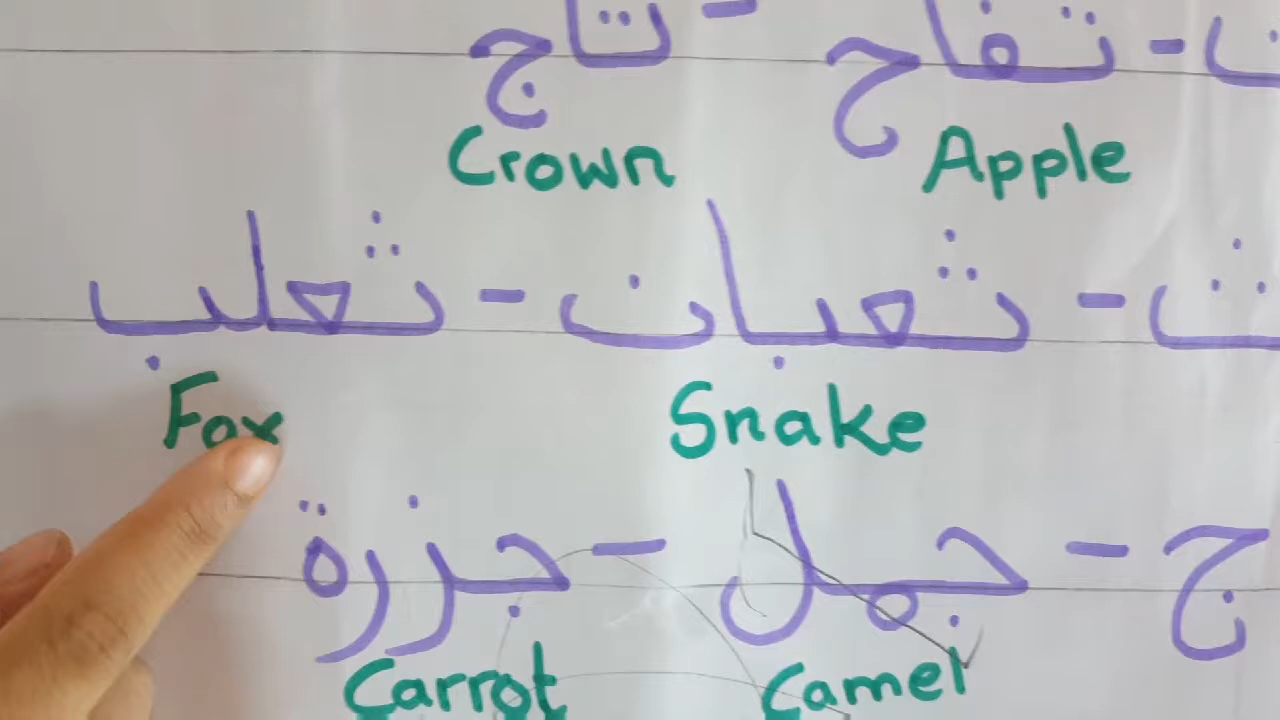 ت - تفاح - تاج
Crown Apple
ث - ثعبان - ثعلب
Fox Snake
ج - جمل - جزرة
Carrot Camel